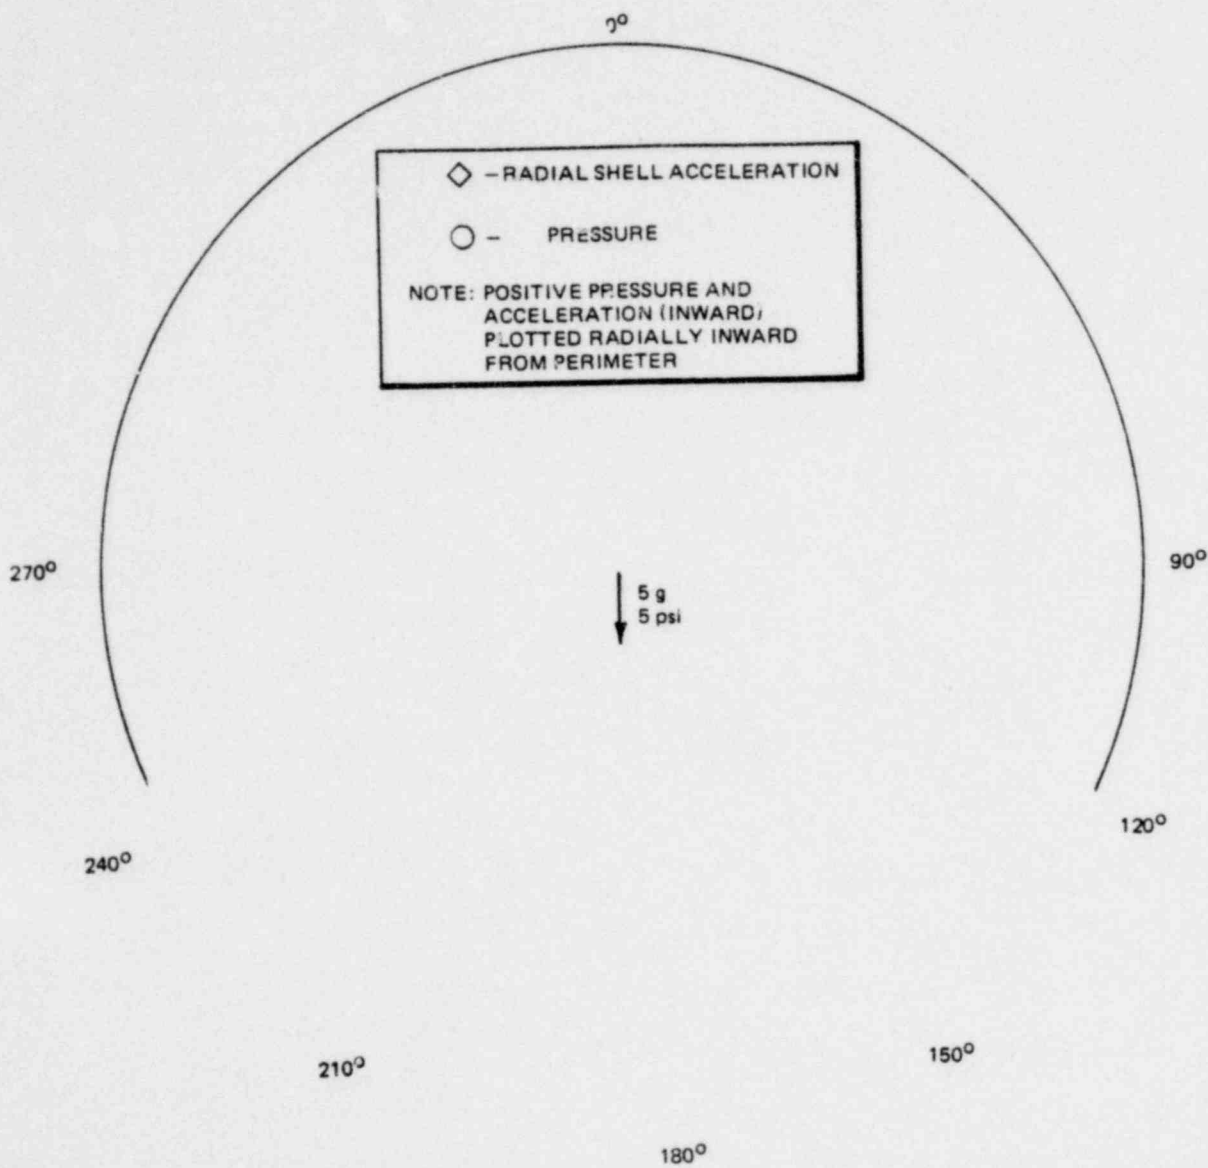 0°
◇ – RADIAL SHELL ACCELERATION
○ – PRESSURE
NOTE: POSITIVE PRESSURE AND
ACCELERATION (INWARD)
PLOTTED RADIALLY INWARD
FROM PERIMETER
270°
90°
5 g
5 psi
120°
240°
150°
210°
180°